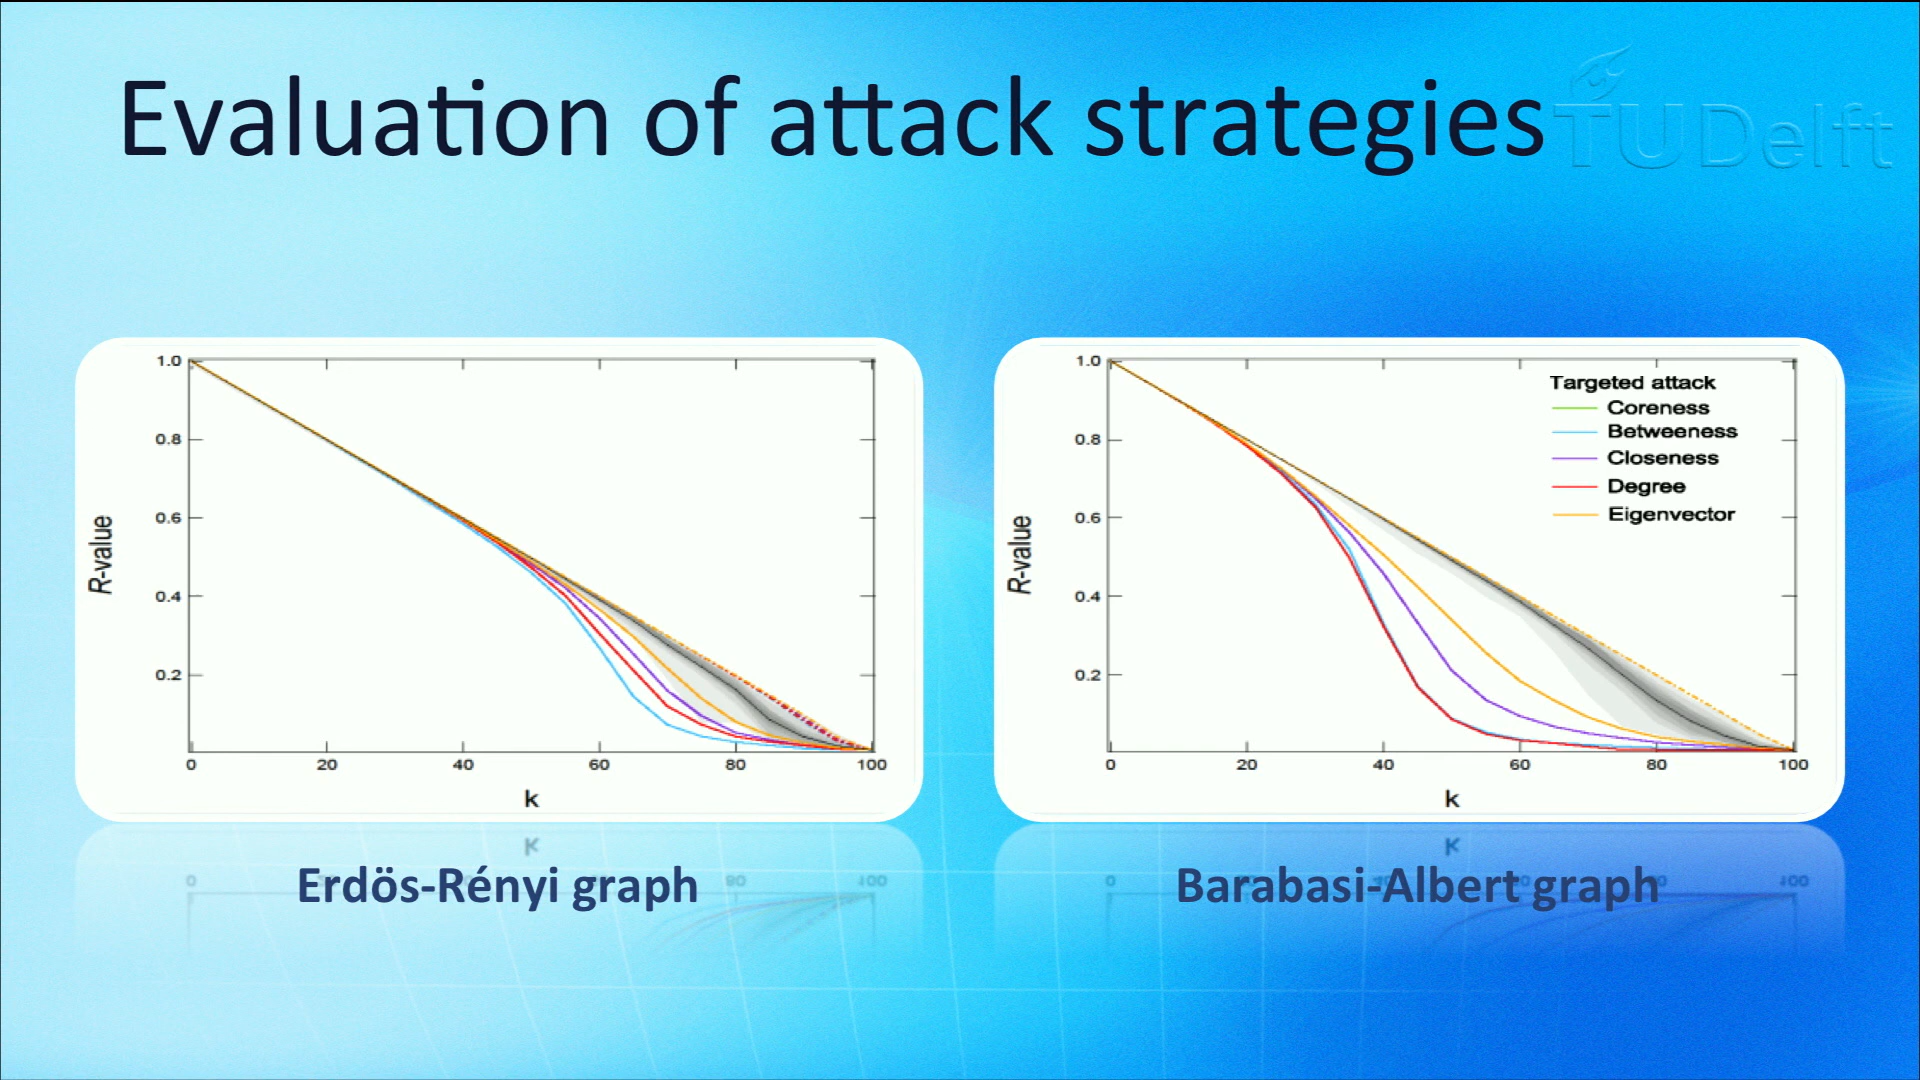 Evaluation of attack strategies
TUDelft
1.0
0.8
0.6
0.4
0.2
R-value
0 20 40 60 80 100
k
Erdös-Rényi graph
1.0
0.8
0.6
0.4
0.2
R-value
Targeted attack
Coreness
Betweeness
Closeness
Degree
Eigenvector
0 20 40 60 80 100
k
Barabasi-Albert graph